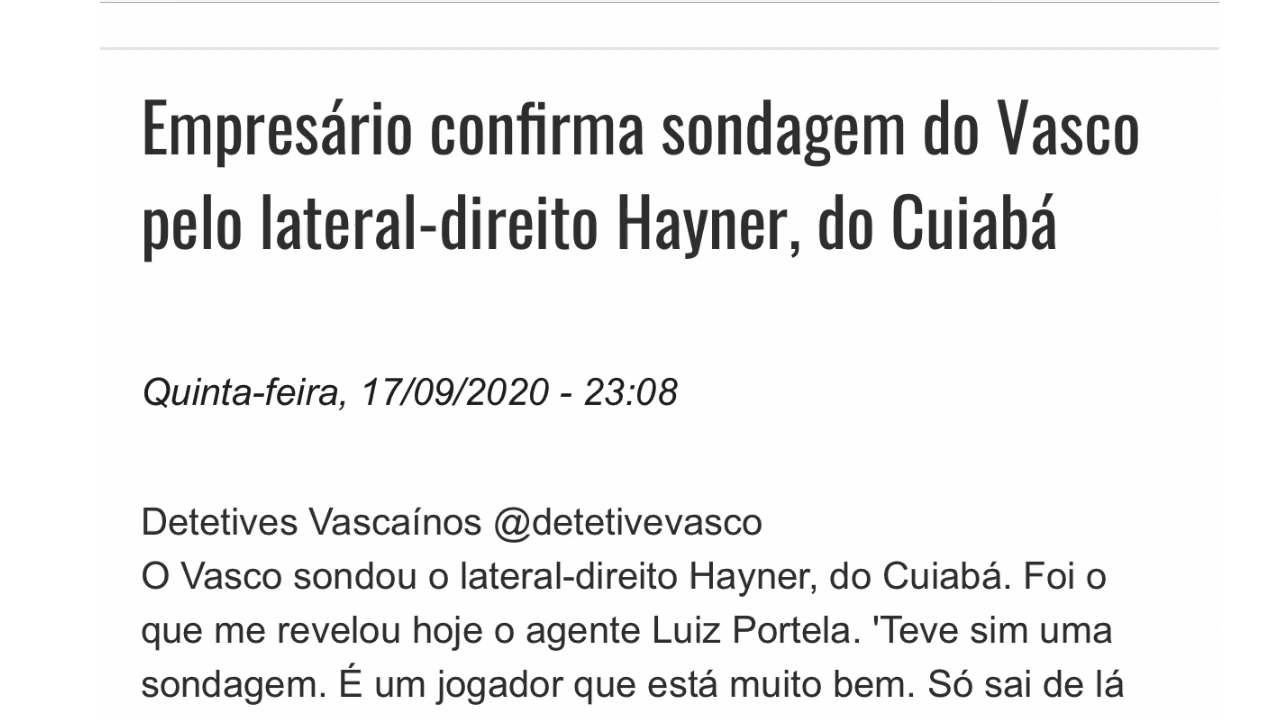 Empresário confirma sondagem do Vasco
pelo lateral-direito Hayner, do Cuiabá
Quinta-feira, 17/09/2020 - 23:08
Detetives Vascaínos @detetivevasco
O Vasco sondou o lateral-direito Hayner, do Cuiabá. Foi o
que me revelou hoje o agente Luiz Portela. 'Teve sim uma
sondagem. É um jogador que está muito bem. Só sai de lá